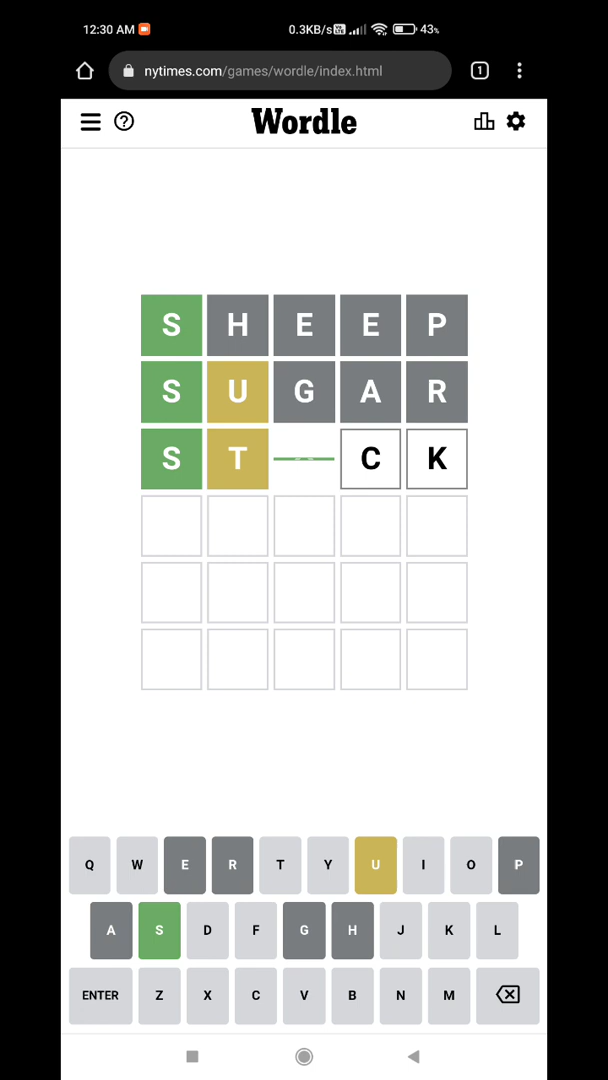 12:30 AM 0.3KB/s 43%
nytimes.com/games/wordle/index.html 1
Wordle
S H E E P
S U G A R
S T C K
Q W E R T Y U I O P
A S D F G H J K L
ENTER Z X C V B N M